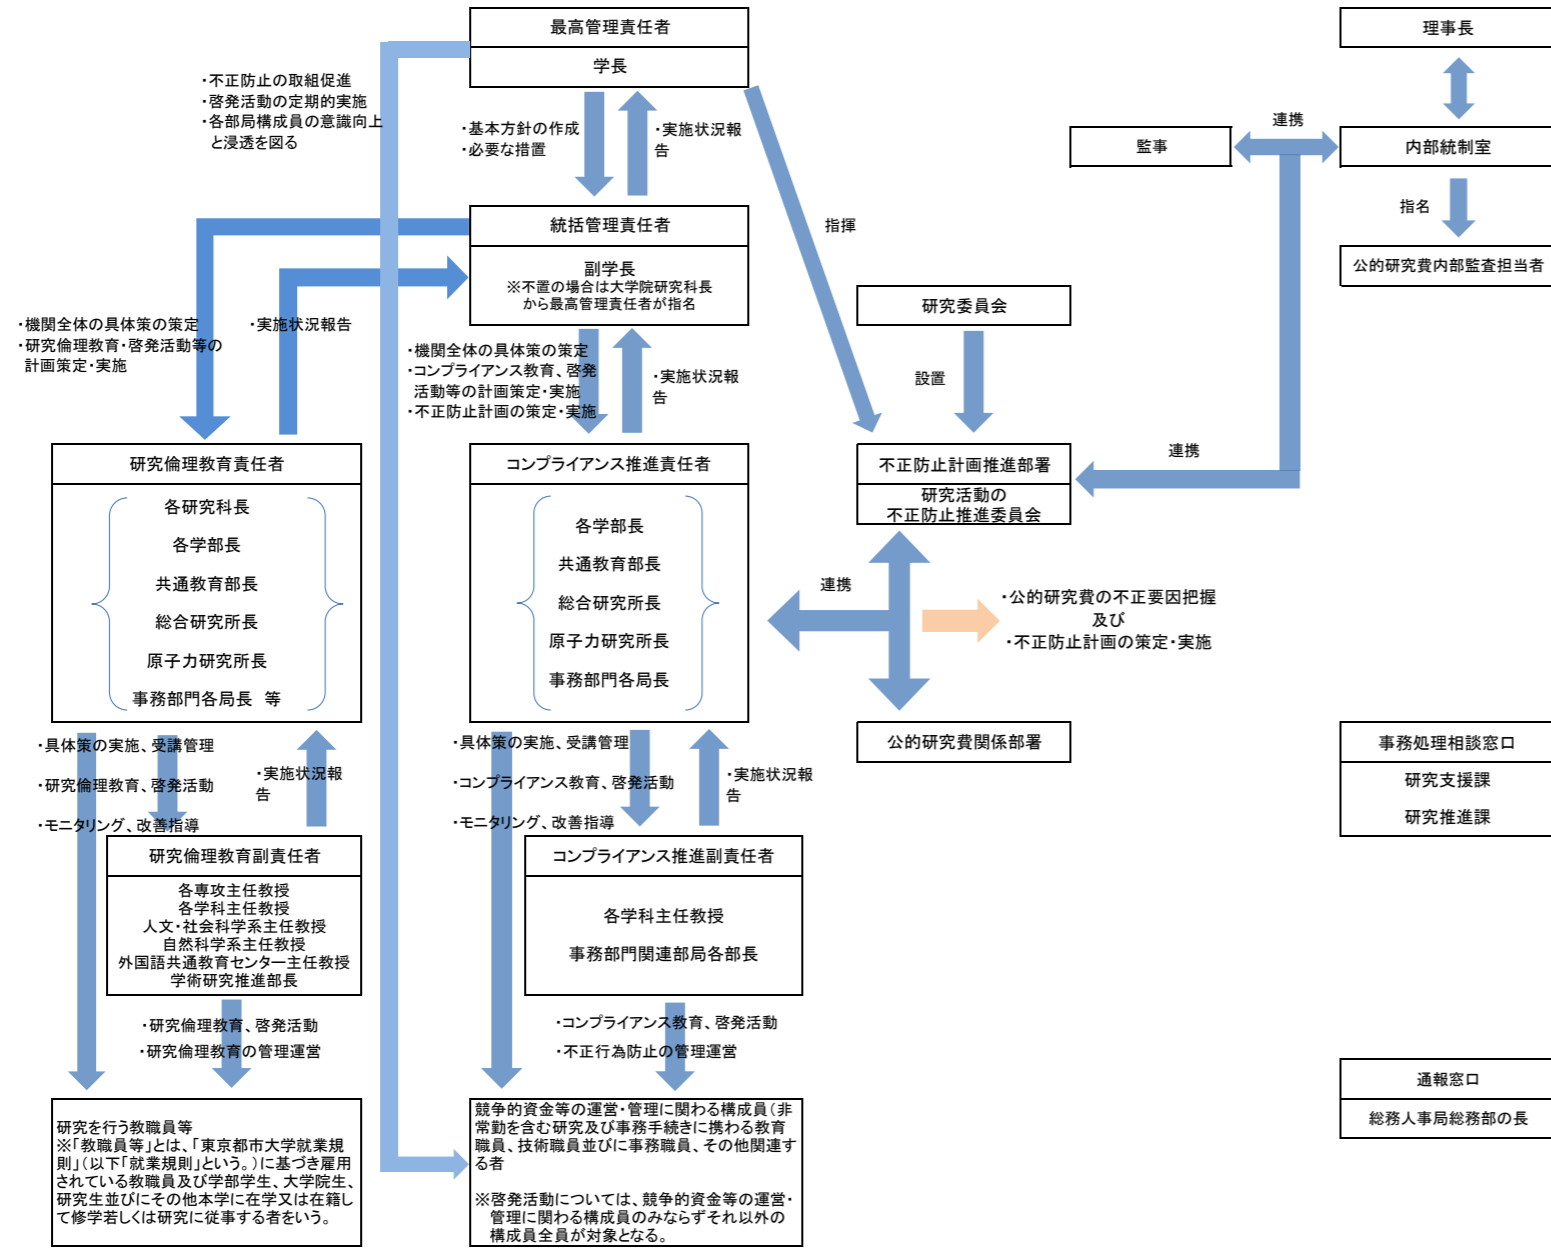 最高管理責任者
学長
理事長
・不正防止の取組促進
・啓発活動の定期的実施
・各部局構成員の意識向上
と浸透を図る
・基本方針の作成
・必要な措置
・実施状況報
告
監事
連携
内部統制室
指名
公的研究費内部監査担当者
統括管理責任者
副学長
※不置の場合は大学院研究科長
から最高管理責任者が指名
指揮
研究委員会
設置
・機関全体の具体策の策定
・研究倫理教育・啓発活動等の
計画策定・実施
・実施状況報告
・機関全体の具体策の策定
・コンプライアンス教育、啓発
活動等の計画策定・実施
・不正防止計画の策定・実施
・実施状況報
告
研究倫理教育責任者
各研究科長
各学部長
共通教育部長
総合研究所長
原子力研究所長
事務部門各局長 等
コンプライアンス推進責任者
各学部長
共通教育部長
総合研究所長
原子力研究所長
事務部門各局長
不正防止計画推進部署
研究活動の
不正防止推進委員会
連携
連携
・公的研究費の不正要因把握
及び
・不正防止計画の策定・実施
公的研究費関係部署
事務処理相談窓口
研究支援課
研究推進課
・具体策の実施、受講管理
・研究倫理教育、啓発活動
・モニタリング、改善指導
・実施状況報
告
・具体策の実施、受講管理
・コンプライアンス教育、啓発活動
・モニタリング、改善指導
・実施状況報
告
研究倫理教育副責任者
各専攻主任教授
各学科主任教授
人文・社会科学系主任教授
自然科学系主任教授
外国語共通教育センター主任教授
学術研究推進部長
コンプライアンス推進副責任者
各学科主任教授
事務部門関連部局各部長
・研究倫理教育、啓発活動
・研究倫理教育の管理運営
・コンプライアンス教育、啓発活動
・不正行為防止の管理運営
研究を行う教職員等
※「教職員等」とは、「東京都市大学就業規
則」（以下「就業規則」という。）に基づき雇用
されている教職員及び学部学生、大学院生、
研究生並びにその他本学に在学又は在籍し
て修学若しくは研究に従事する者をいう。
競争的資金等の運営・管理に関わる構成員（非
常勤を含む研究及び事務手続きに携わる教育
職員、技術職員並びに事務職員、その他関連す
る者
※啓発活動については、競争的資金等の運営・
管理に関わる構成員のみならずそれ以外の
構成員全員が対象となる。
通報窓口
総務人事局総務部の長